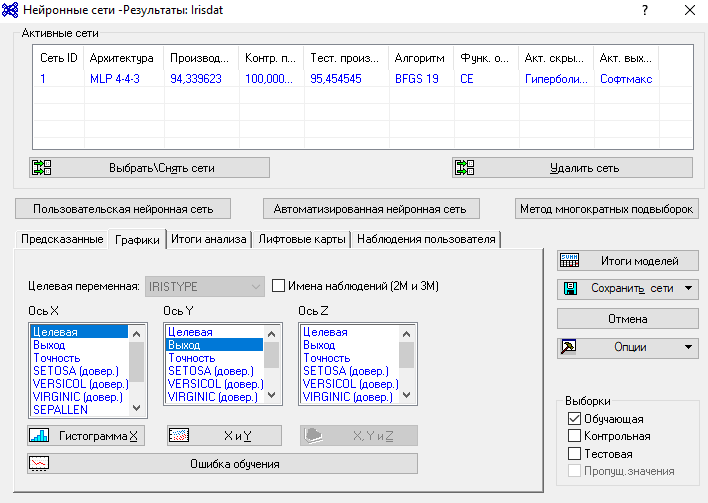 Нейронные сети -Результаты: Irisdat
Активные сети
Сеть ID Архитектура Производ... Контр. п... Тест. произ... Алгоритм Функ. о... Акт. скры... Акт. вых...
1 MLP 4-4-3 94,339623 100,000... 95,454545 BFGS 19 CE Гиперболи... Софтмакс
Выбрать\Снять сети Удалить сеть
Пользовательская нейронная сеть Автоматизированная нейронная сеть Метод многократных подвыборок
Предсказанные Графики Итоги анализа Лифтовые карты Наблюдения пользователя
Целевая переменная: IRISTYPE Имена наблюдений (2М и 3М)
Ось X Ось Y Ось Z
Целевая Целевая Целевая
Выход Выход Выход
Точность Точность Точность
SETOSA (довер.) SETOSA (довер.) SETOSA (довер.)
VERSICOL (довер.) VERSICOL (довер.) VERSICOL (довер.)
VIRGINIC (довер.) VIRGINIC (довер.) VIRGINIC (довер.)
SEPALLEN
Гистограмма X X и Y X, Y и Z
Ошибка обучения
Итоги моделей
Сохранить сети
Отмена
Опции
Выборки
Обучающая
Контрольная
Тестовая
Пропущ.значения